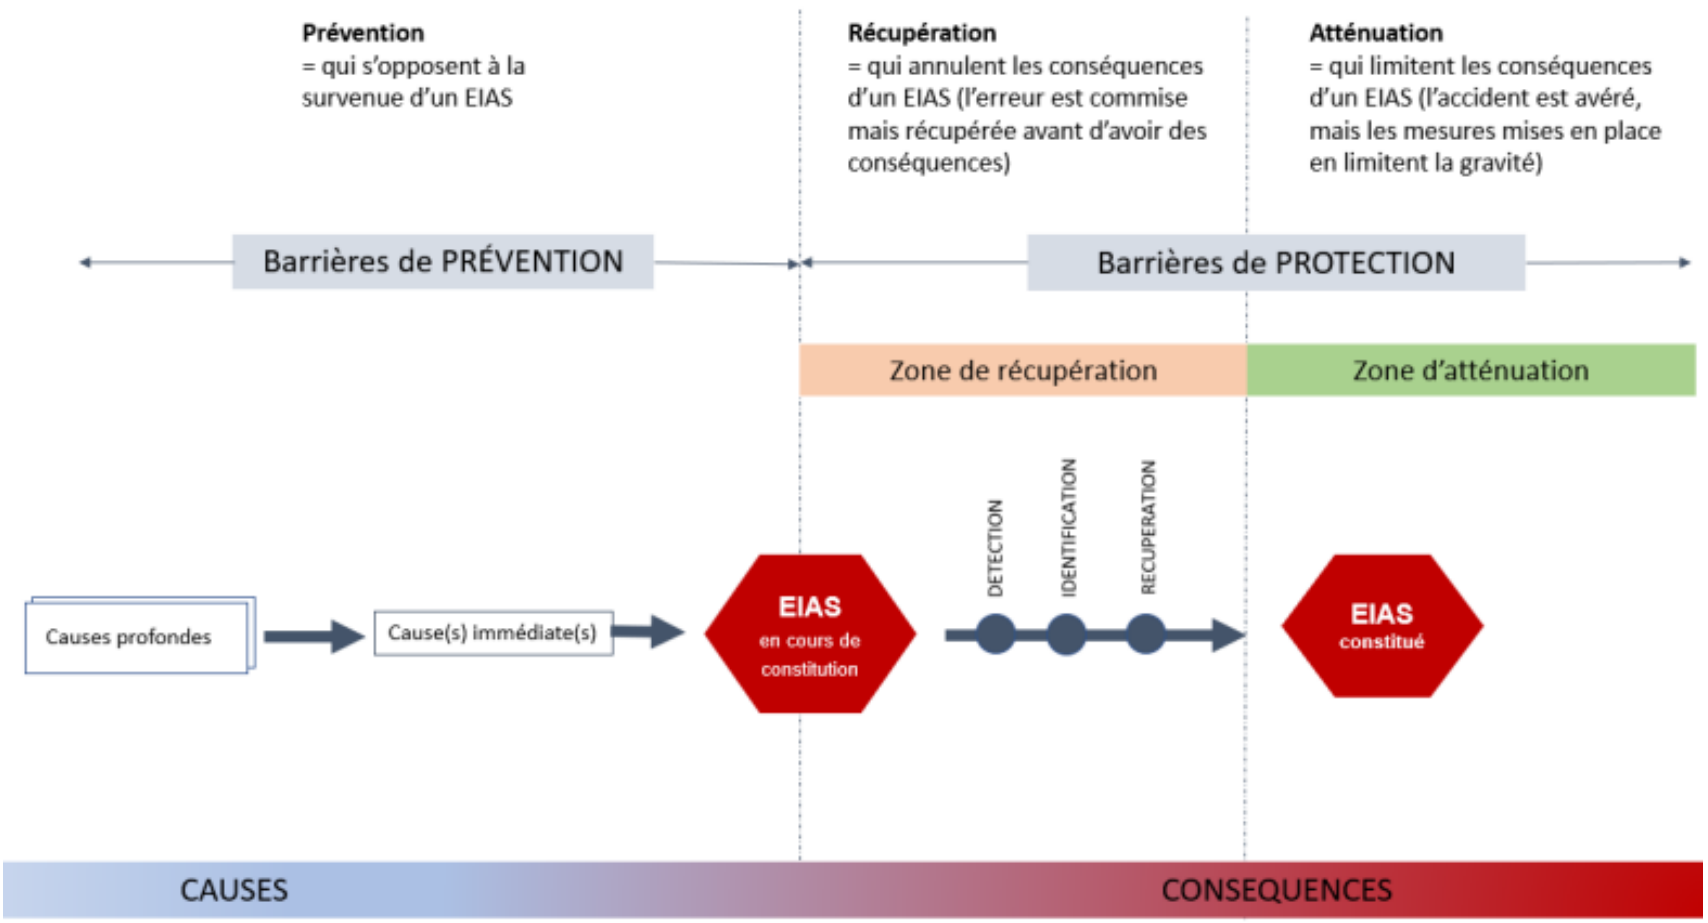 Prévention
= qui s'opposent à la
survenue d'un EIAS
Récupération
= qui annulent les conséquences
d'un EIAS (l'erreur est commise
mais récupérée avant d'avoir des
conséquences)
Atténuation
= qui limitent les conséquences
d'un EIAS (l'accident est avéré,
mais les mesures mises en place
en limitent la gravité)
Barrières de PRÉVENTION
Barrières de PROTECTION
Zone de récupération
Zone d'atténuation
Causes profondes
Cause(s) immédiate(s)
EIAS
en cours de
constitution
DETECTION
IDENTIFICATION
RECUPERATION
EIAS
constitué
CAUSES
CONSEQUENCES